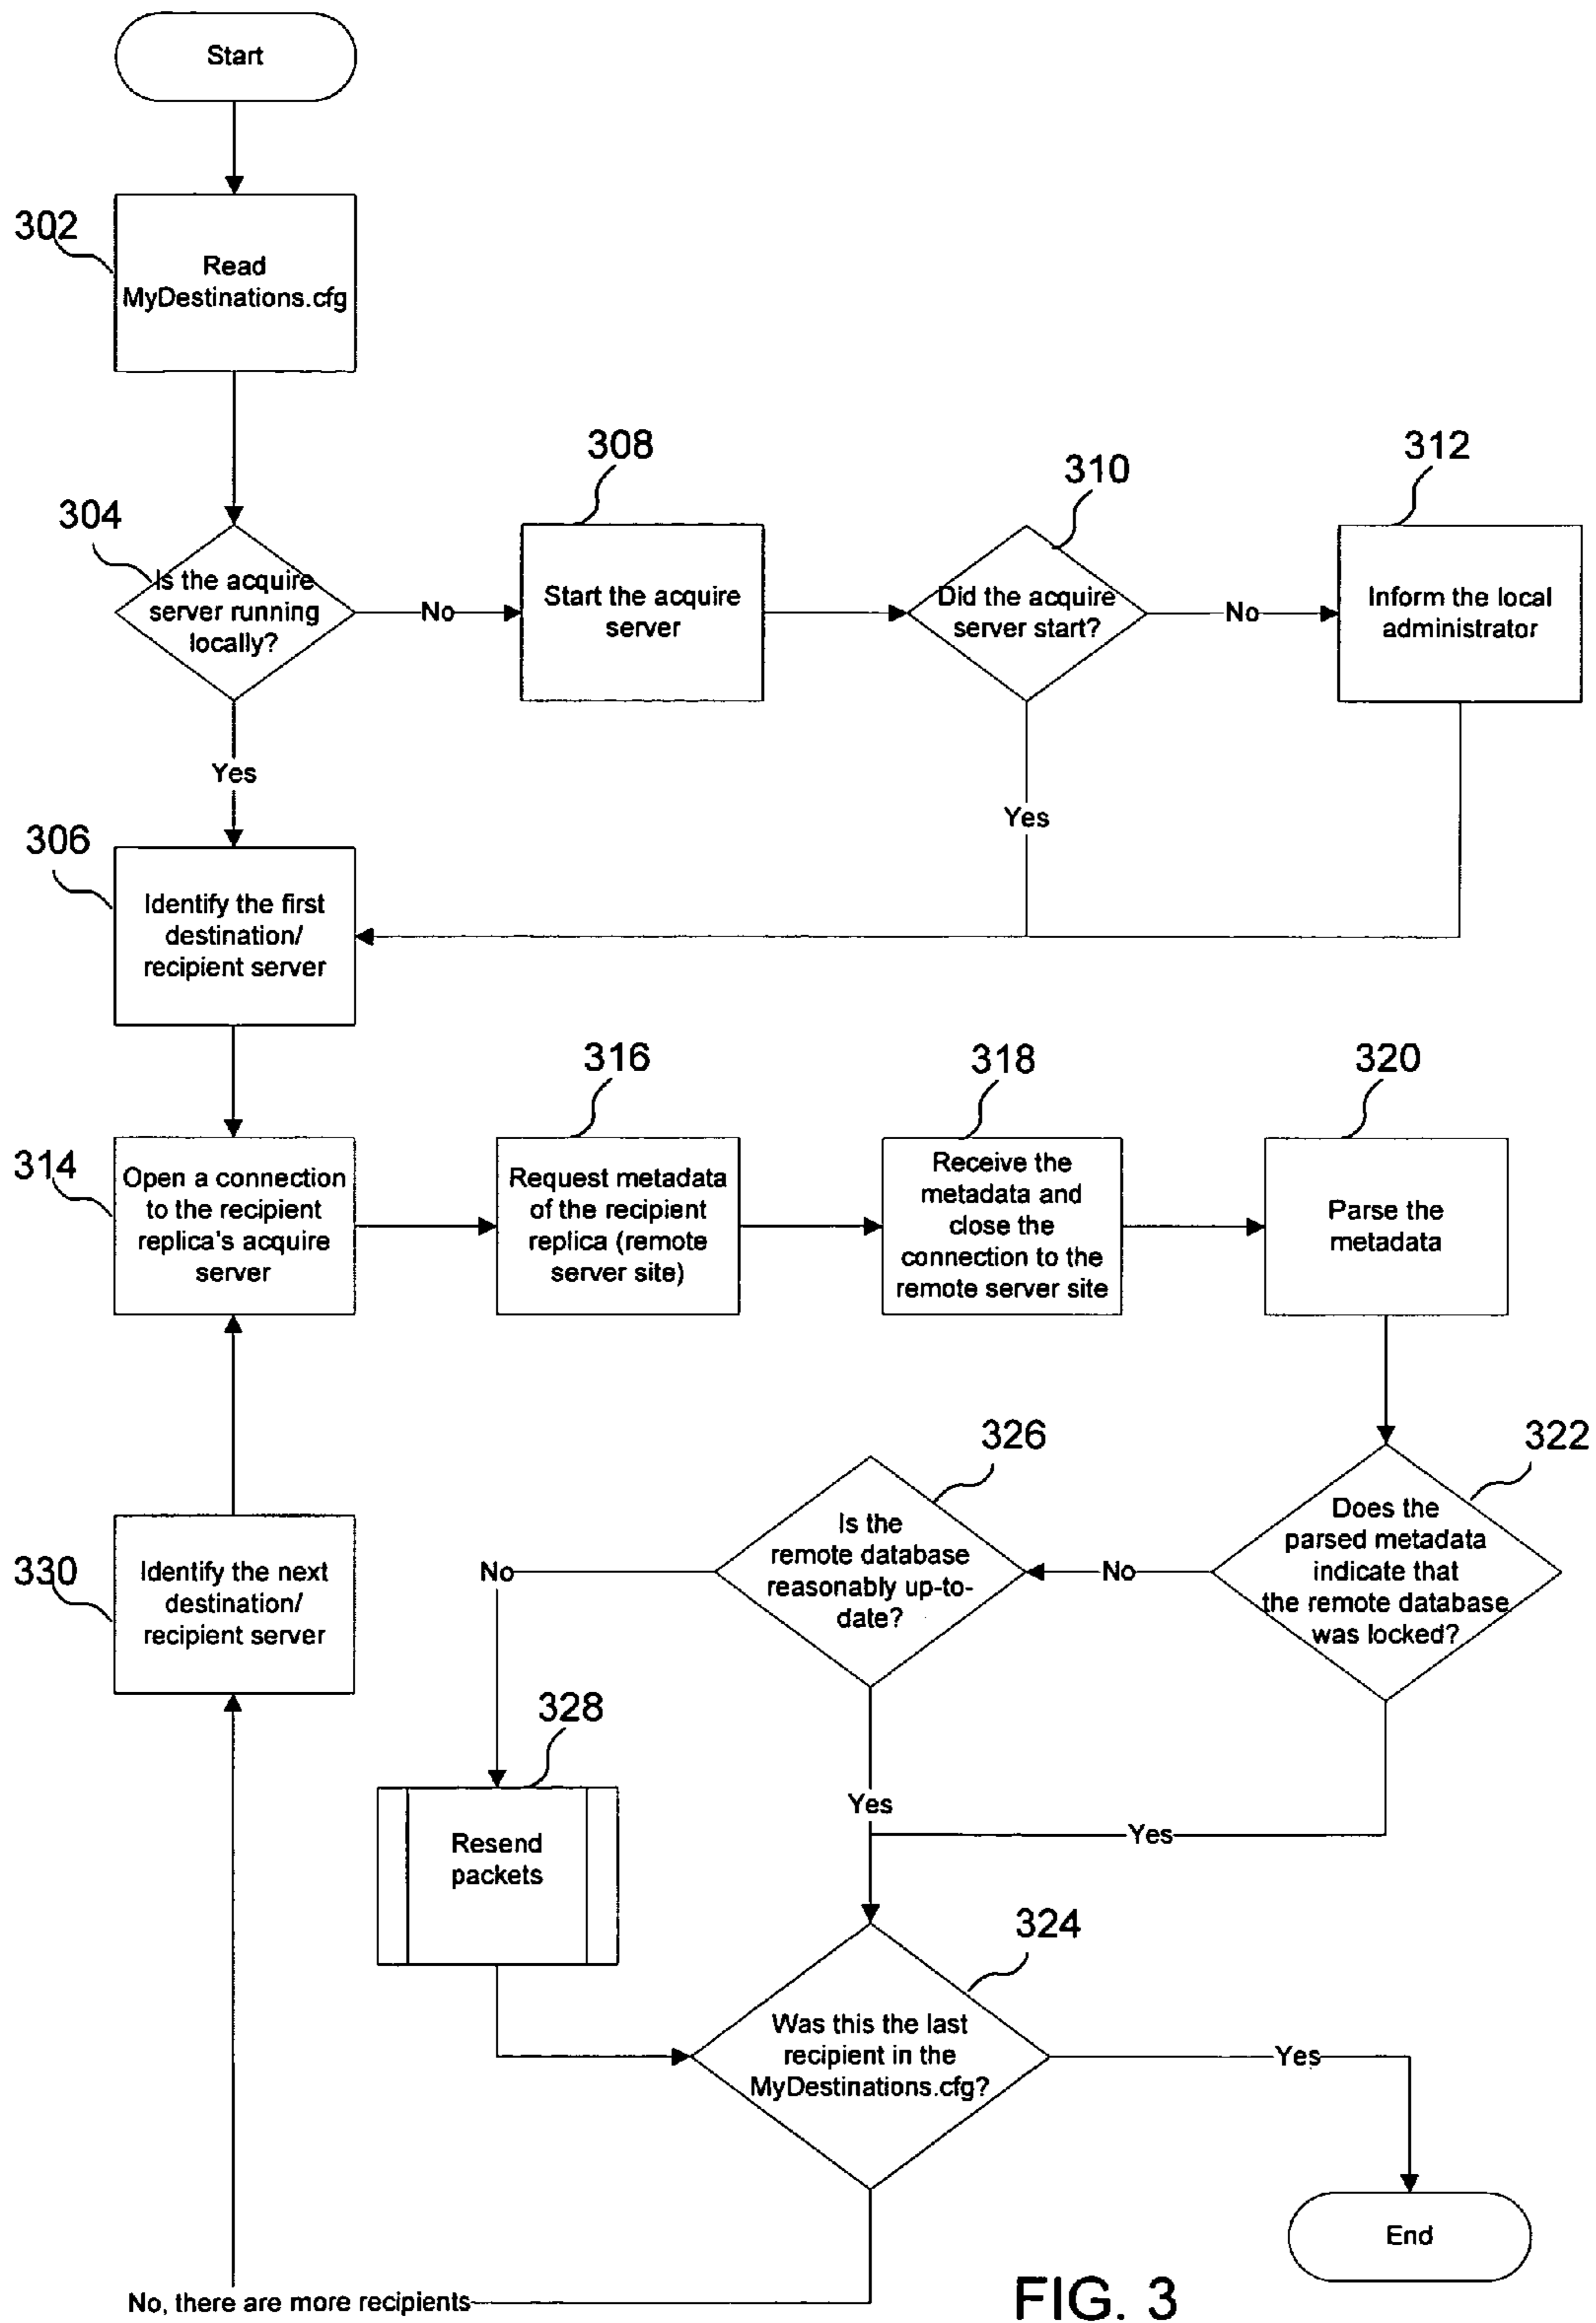 Start
302
Read
MyDestinations.cfg
308
310
312
304
Is the acquire
server running
locally?
No
Start the acquire
server
Did the acquire
server start?
No
Inform the local
administrator
Yes
Yes
306
Identify the first
destination/
recipient server
316
318
320
314
Open a connection
to the recipient
replica's acquire
server
Request metadata
of the recipient
replica (remote
server site)
Receive the
metadata and
close the
connection to the
remote server site
Parse the
metadata
326
322
Does the
parsed metadata
indicate that
the remote database
was locked?
No
Is the
remote database
reasonably up-to-
date?
No
330
Identify the next
destination/
recipient server
328
Resend
packets
Yes
Yes
324
Was this the last
recipient in the
MyDestinations.cfg?
Yes
End
No, there are more recipients
FIG. 3